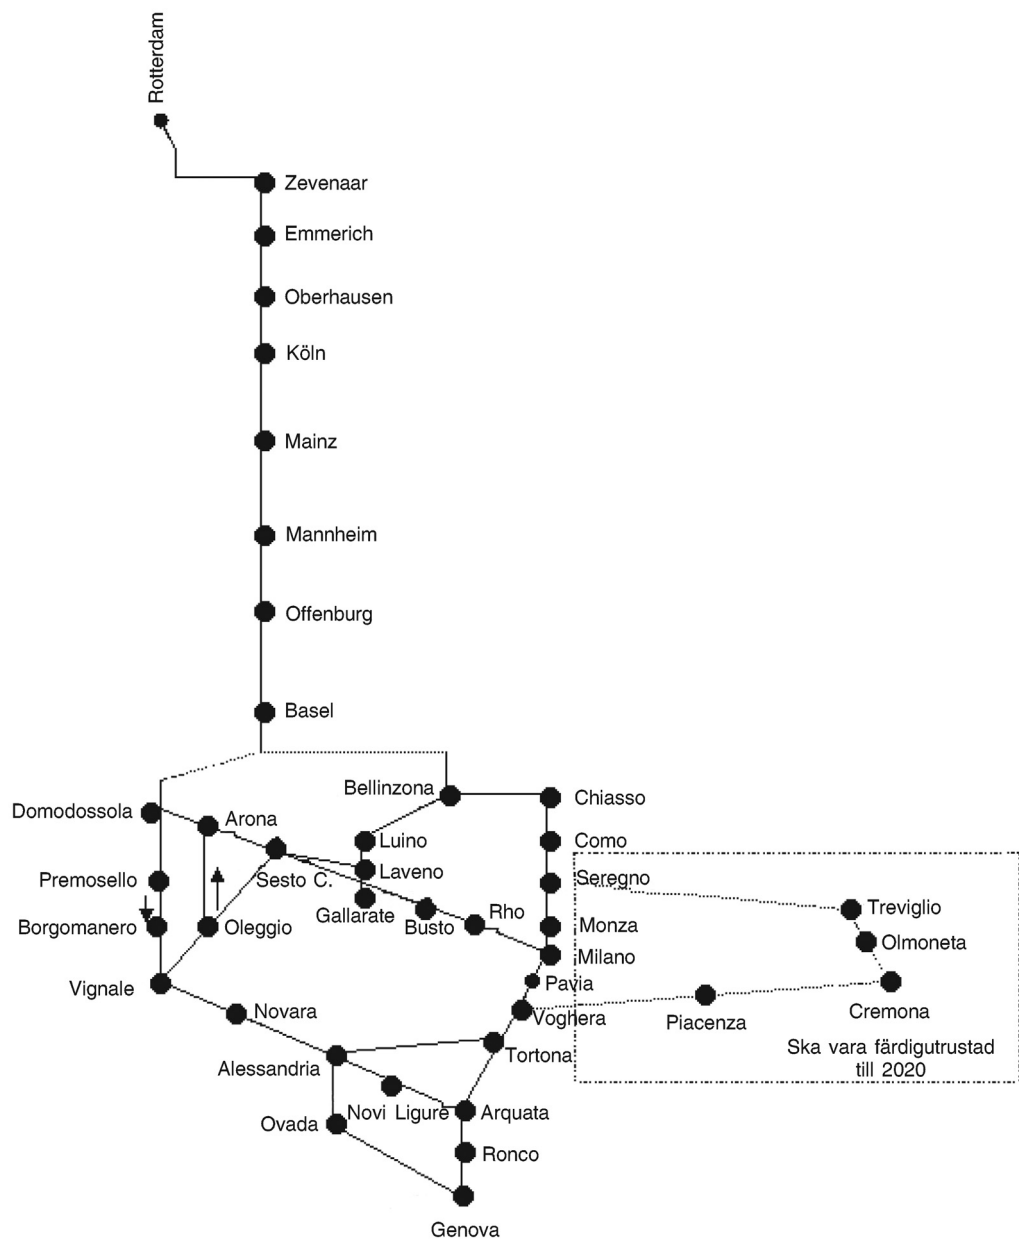 Rotterdam
Zevenaar
Emmerich
Oberhausen
Köln
Mainz
Mannheim
Offenburg
Basel
Bellinzona
Chiasso
Domodossola
Arona
Luino
Como
Sesto C.
Laveno
Premosello
Seregno
Gallarate
Busto
Rho
Treviglio
Borgomanero
Oleggio
Monza
Olmoneta
Milano
Vignale
Pavia
Novara
Voghera
Piacenza
Cremona
Alessandria
Tortona
Ska vara färdigutrustad
till 2020
Novi Ligure
Arquata
Ovada
Ronco
Genova